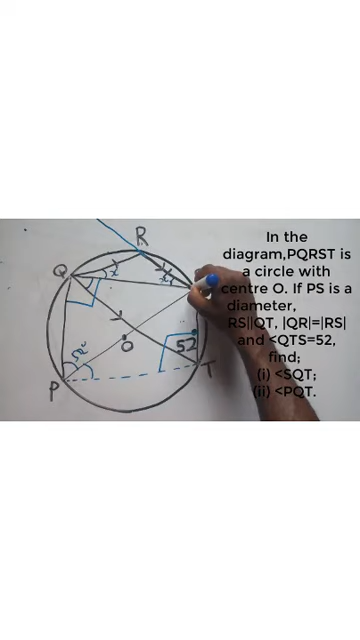 R
In the
diagram,PQRST is
a circle with
centre O. If PS is a
diameter,
RS||QT, |QR|=|RS|
and <QTS=52,
find;
(i) <SQT;
(ii) <PQT.
Q
x
x
O
52
52°
P
T